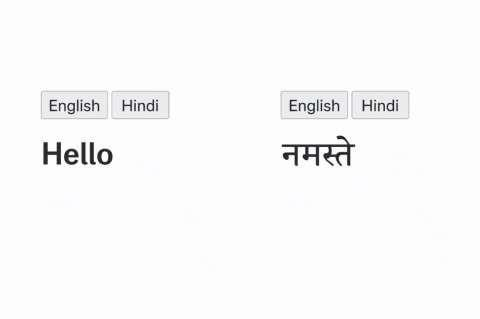 English Hindi
Hello
English Hindi
नमस्ते